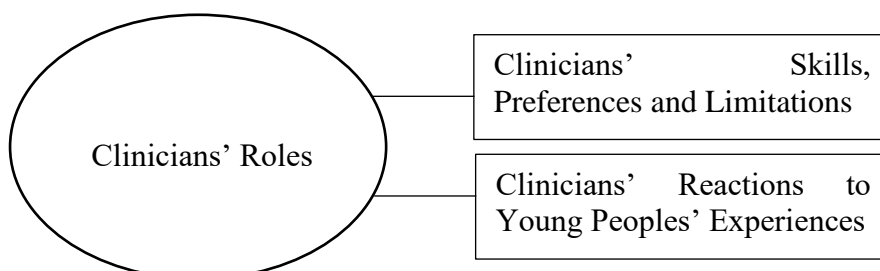 Clinicians’ Roles
Clinicians’ Skills,
Preferences and Limitations
Clinicians’ Reactions to
Young Peoples’ Experiences